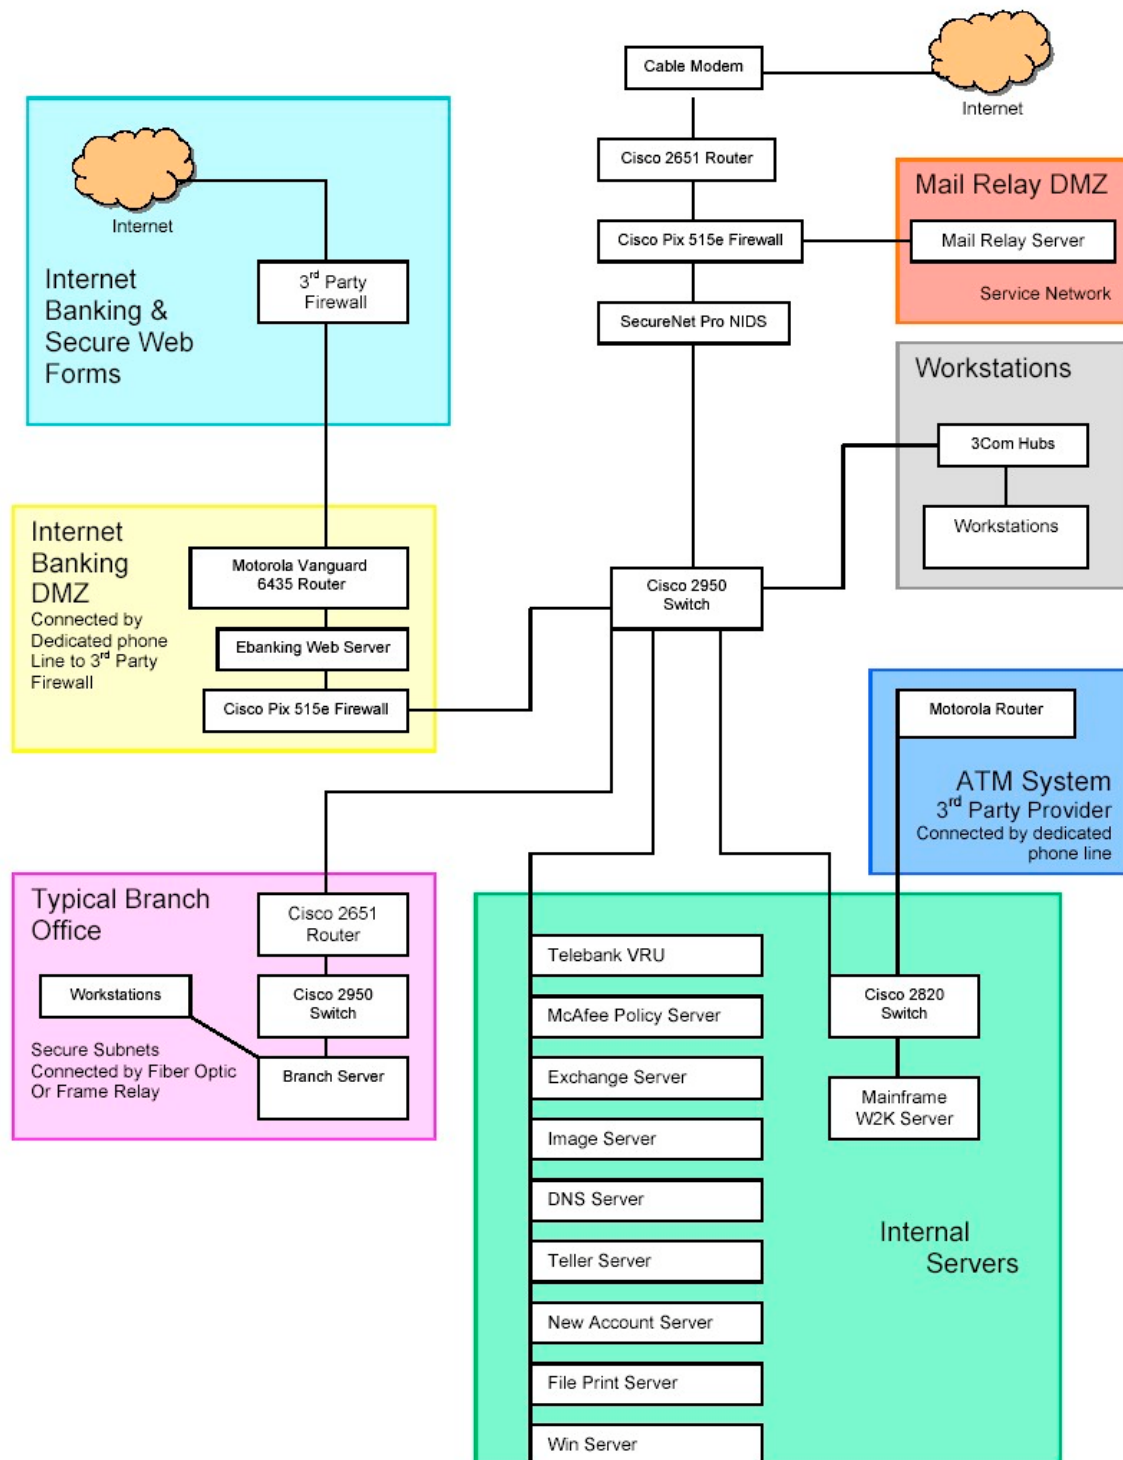 Cable Modem
Internet
Cisco 2651 Router
Cisco Pix 515e Firewall
SecureNet Pro NIDS
Mail Relay DMZ
Mail Relay Server
Service Network
Internet
3rd Party
Firewall
Internet
Banking &
Secure Web
Forms
Workstations
3Com Hubs
Workstations
Internet
Banking
DMZ
Connected by
Dedicated phone
Line to 3rd Party
Firewall
Motorola Vanguard
6435 Router
Ebanking Web Server
Cisco Pix 515e Firewall
Cisco 2950
Switch
Motorola Router
ATM System
3rd Party Provider
Connected by dedicated
phone line
Typical Branch
Office
Cisco 2651
Router
Workstations
Cisco 2950
Switch
Secure Subnets
Connected by Fiber Optic
Or Frame Relay
Branch Server
Telebank VRU
McAfee Policy Server
Exchange Server
Image Server
DNS Server
Teller Server
New Account Server
File Print Server
Win Server
Cisco 2820
Switch
Mainframe
W2K Server
Internal
Servers